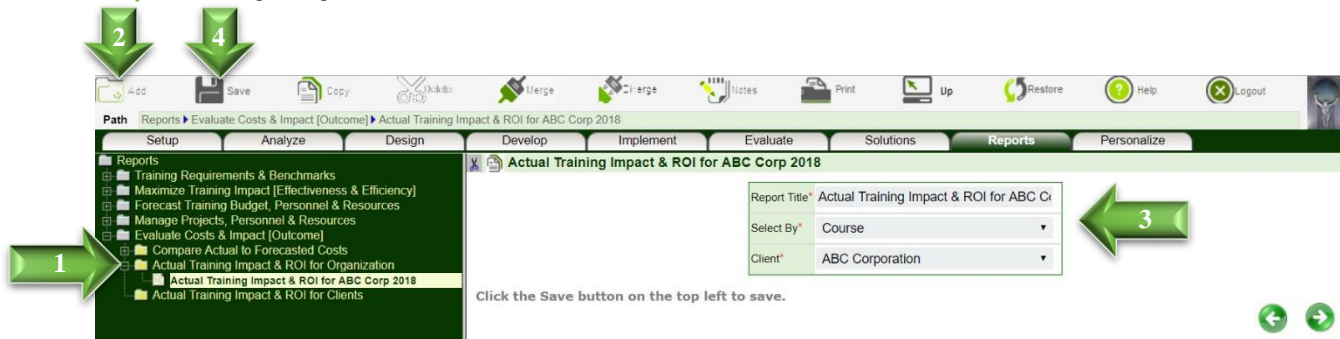 2 4
Add Save Copy Delete Merge Diverge Notes Print Up Restore Help Logout
Path Reports Evaluate Costs & Impact [Outcome] Actual Training Impact & ROI for ABC Corp 2018
Setup Analyze Design Develop Implement Evaluate Solutions Reports Personalize
Reports
Training Requirements & Benchmarks
Maximize Training Impact [Effectiveness & Efficiency]
Forecast Training Budget, Personnel & Resources
Manage Projects, Personnel & Resources
Evaluate Costs & Impact [Outcome]
Compare Actual to Forecasted Costs
1 Actual Training Impact & ROI for Organization
Actual Training Impact & ROI for ABC Corp 2018
Actual Training Impact & ROI for Clients
Actual Training Impact & ROI for ABC Corp 2018
Report Title* Actual Training Impact & ROI for ABC Co
Select By* Course
3
Client* ABC Corporation
Click the Save button on the top left to save.